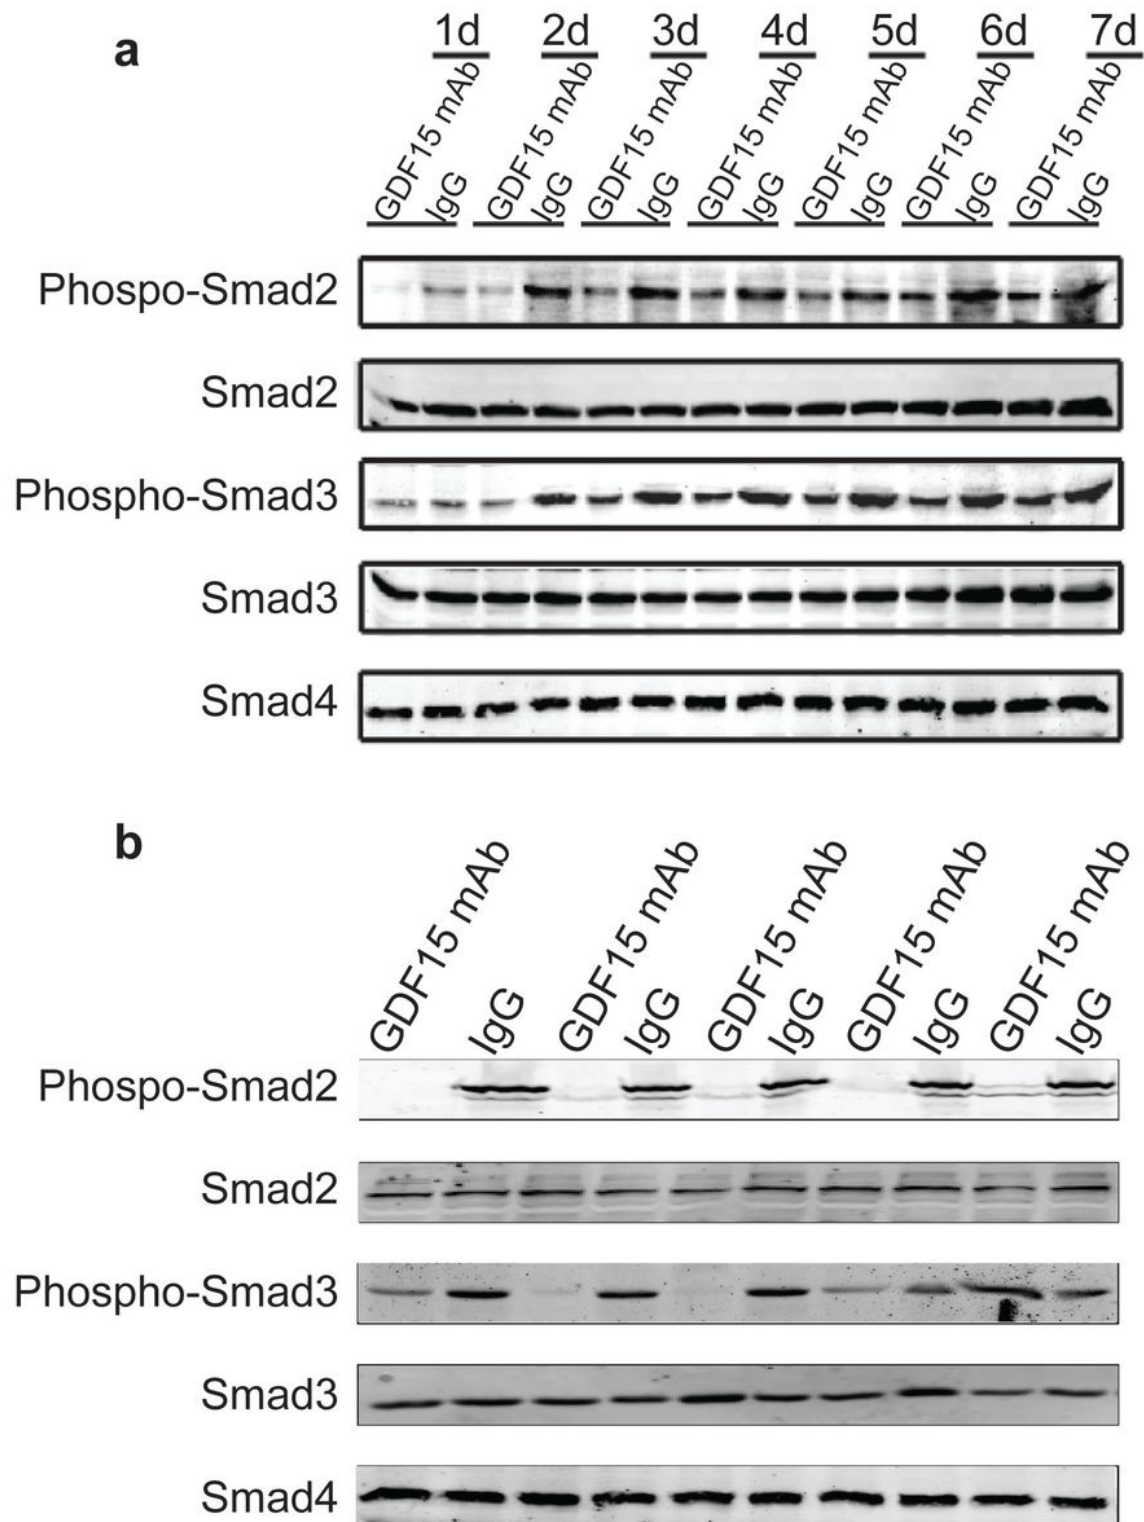 a
1d 2d 3d 4d 5d 6d 7d
GDF15 mAb IgG GDF15 mAb IgG GDF15 mAb IgG GDF15 mAb IgG GDF15 mAb IgG GDF15 mAb IgG GDF15 mAb IgG
Phospo-Smad2
Smad2
Phospho-Smad3
Smad3
Smad4
b
GDF15 mAb IgG GDF15 mAb IgG GDF15 mAb IgG GDF15 mAb IgG GDF15 mAb IgG
Phospo-Smad2
Smad2
Phospho-Smad3
Smad3
Smad4